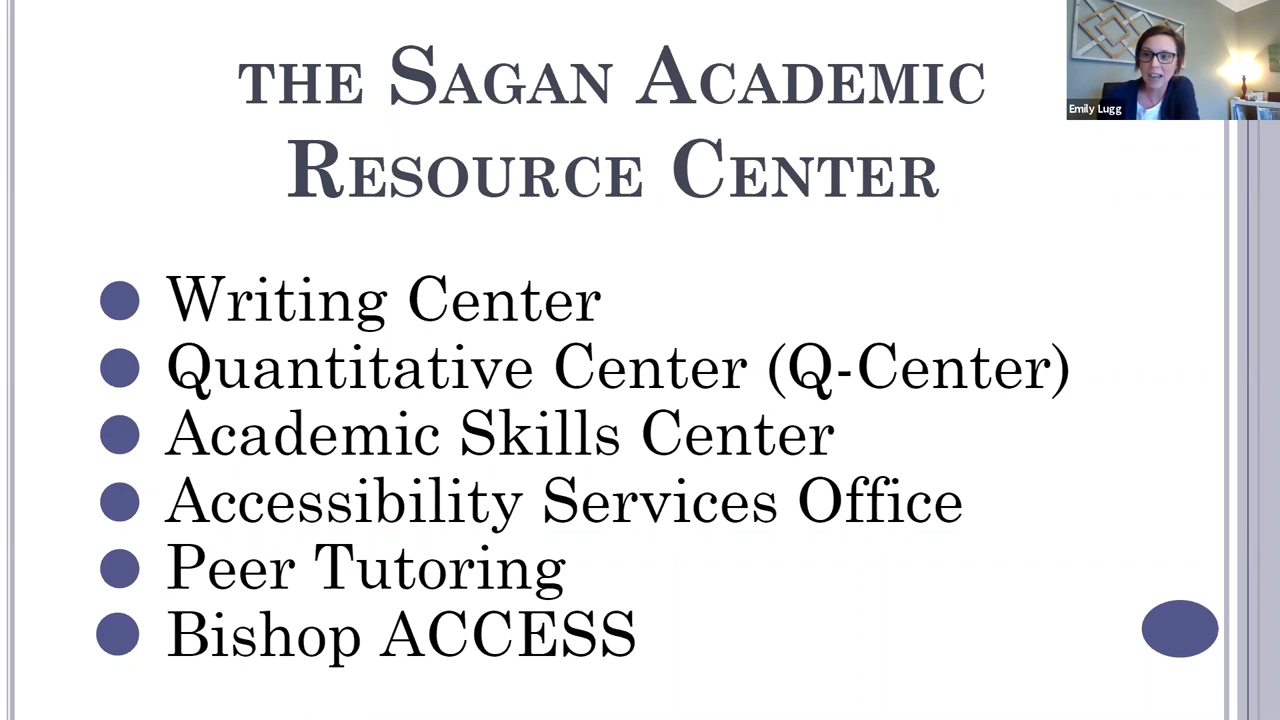 THE SAGAN ACADEMIC
RESOURCE CENTER
Emily Lugg
Writing Center
Quantitative Center (Q-Center)
Academic Skills Center
Accessibility Services Office
Peer Tutoring
Bishop ACCESS